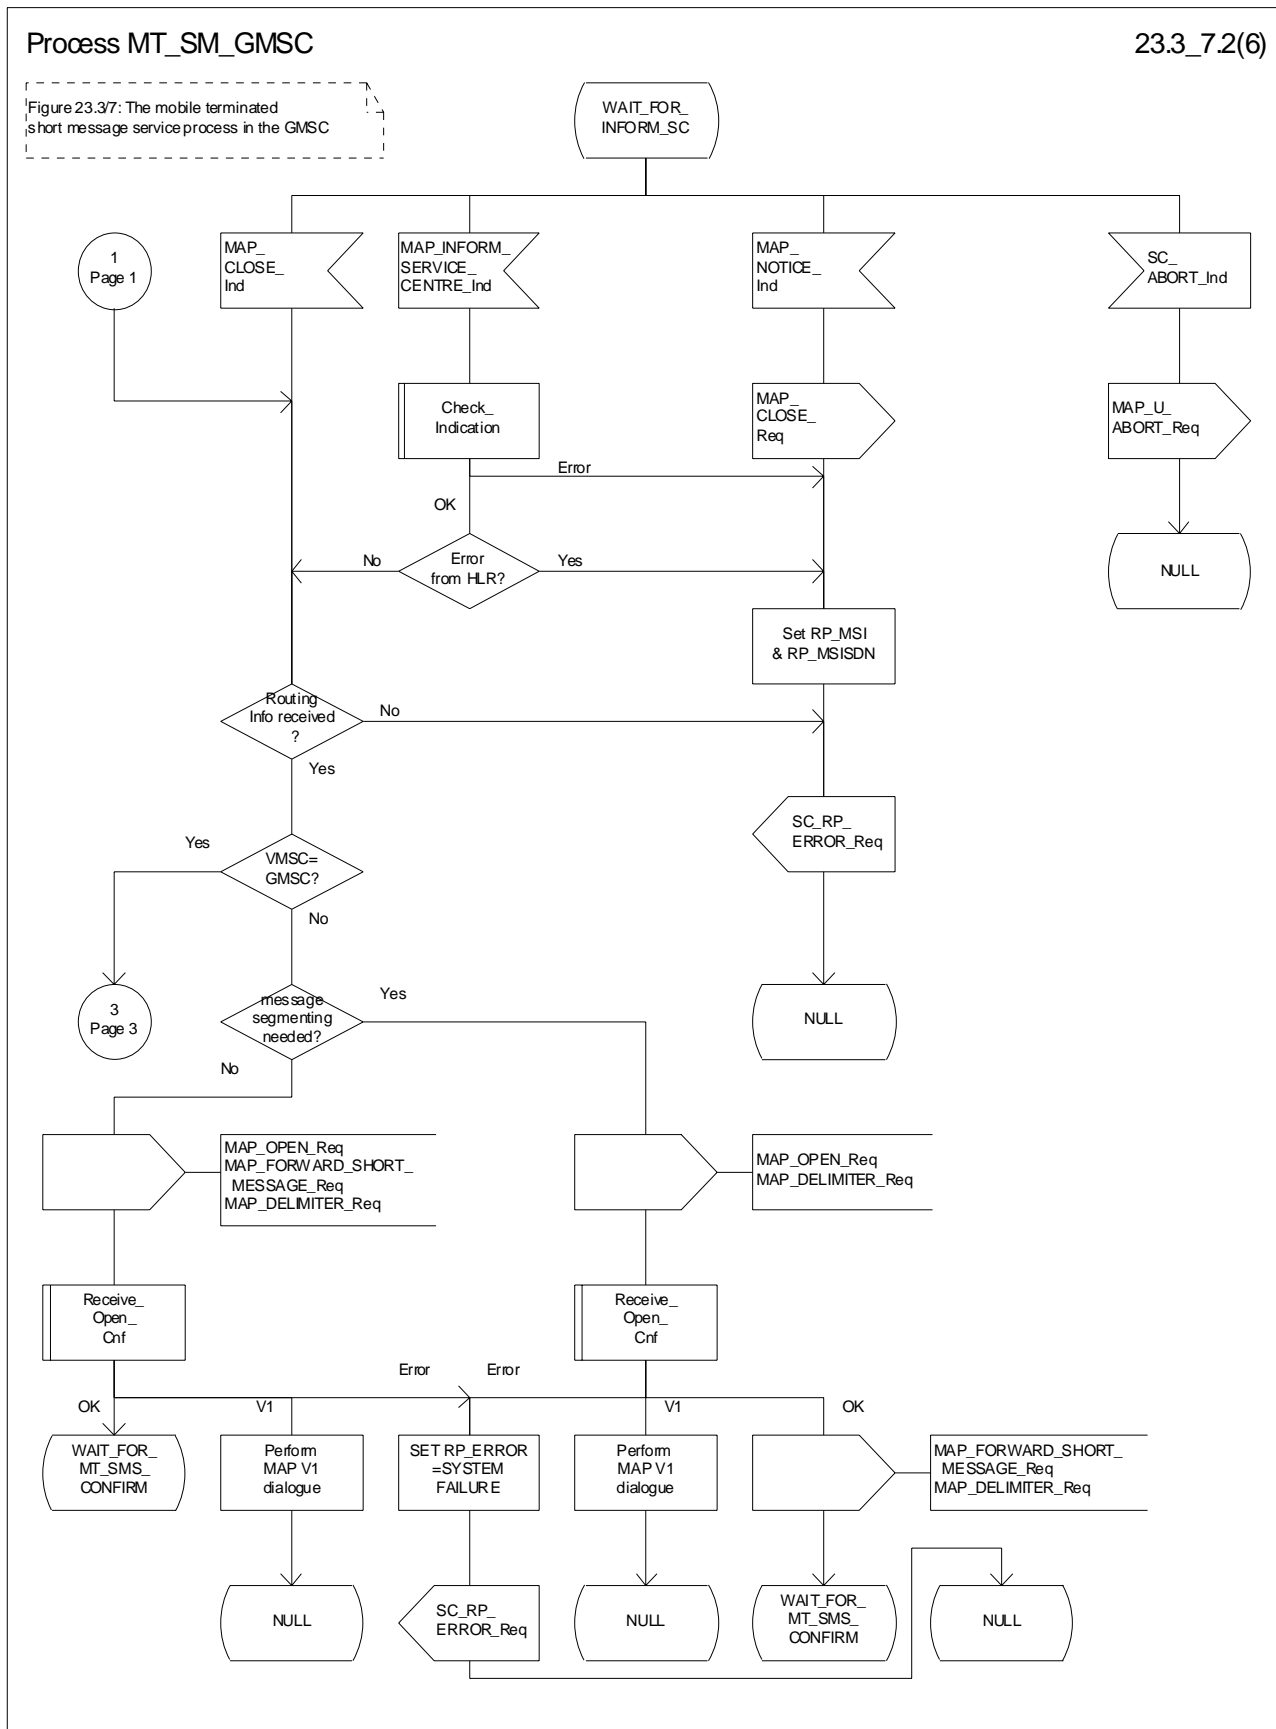 Process MT_SM_GMSC
23.3_7.2(6)
Figure 23.3/7: The mobile terminated
short message service process in the GMSC
WAIT_FOR_
INFORM_SC
1
Page 1
MAP_
CLOSE_
Ind
MAP_INFORM_
SERVICE_
CENTRE_Ind
MAP_
NOTICE_
Ind
SC_
ABORT_Ind
Check_
Indication
MAP_
CLOSE_
Req
MAP_U_
ABORT_Req
Error
OK
No
Error
from HLR?
Yes
NULL
Set RP_MSI
& RP_MSISDN
Routing
Info received
?
No
Yes
SC_RP_
ERROR_Req
Yes
VMSC=
GMSC?
No
3
Page 3
message
segmenting
needed?
Yes
NULL
No
MAP_OPEN_Req
MAP_FORWARD_SHORT_
MESSAGE_Req
MAP_DELIMITER_Req
MAP_OPEN_Req
MAP_DELIMITER_Req
Receive_
Open_
Cnf
Receive_
Open_
Cnf
Error
Error
OK
V1
V1
OK
WAIT_FOR_
MT_SMS_
CONFIRM
Perform
MAP V1
dialogue
SET RP_ERROR
=SYSTEM
FAILURE
Perform
MAP V1
dialogue
MAP_FORWARD_SHORT_
MESSAGE_Req
MAP_DELIMITER_Req
NULL
SC_RP_
ERROR_Req
NULL
WAIT_FOR_
MT_SMS_
CONFIRM
NULL